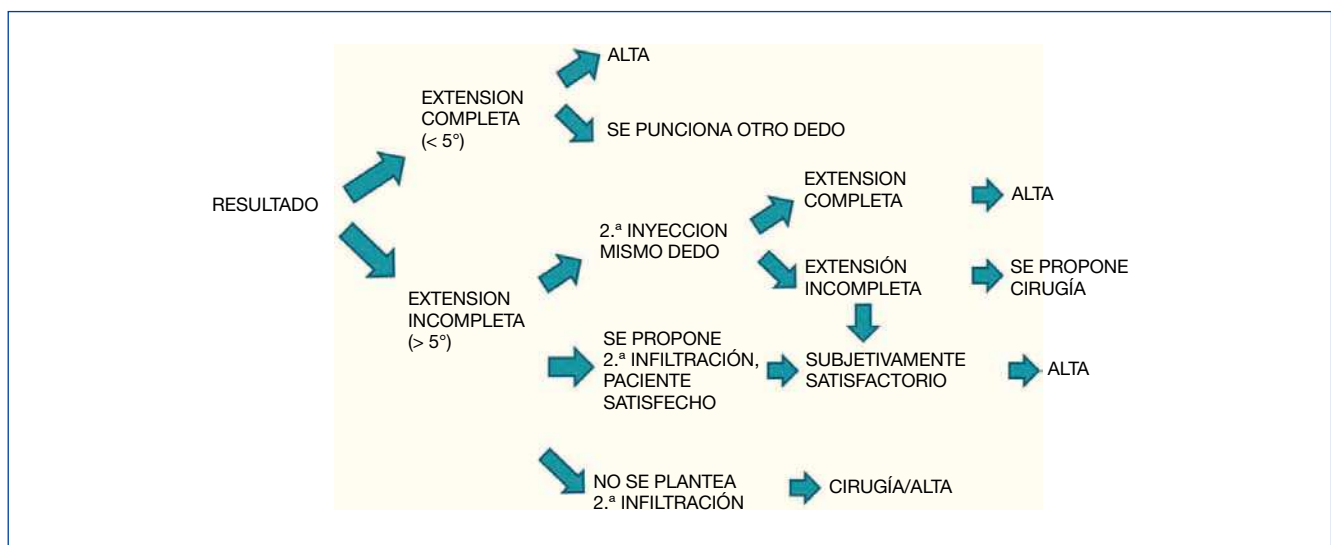 ALTA
EXTENSION
COMPLETA
(< 5°)
SE PUNCIONA OTRO DEDO
RESULTADO
EXTENSION
INCOMPLETA
(> 5°)
2.ª INYECCION
MISMO DEDO
EXTENSION
COMPLETA
ALTA
EXTENSIÓN
INCOMPLETA
SE PROPONE
CIRUGÍA
SE PROPONE
2.ª INFILTRACIÓN,
PACIENTE
SATISFECHO
SUBJETIVAMENTE
SATISFACTORIO
ALTA
NO SE PLANTEA
2.ª INFILTRACIÓN
CIRUGÍA/ALTA